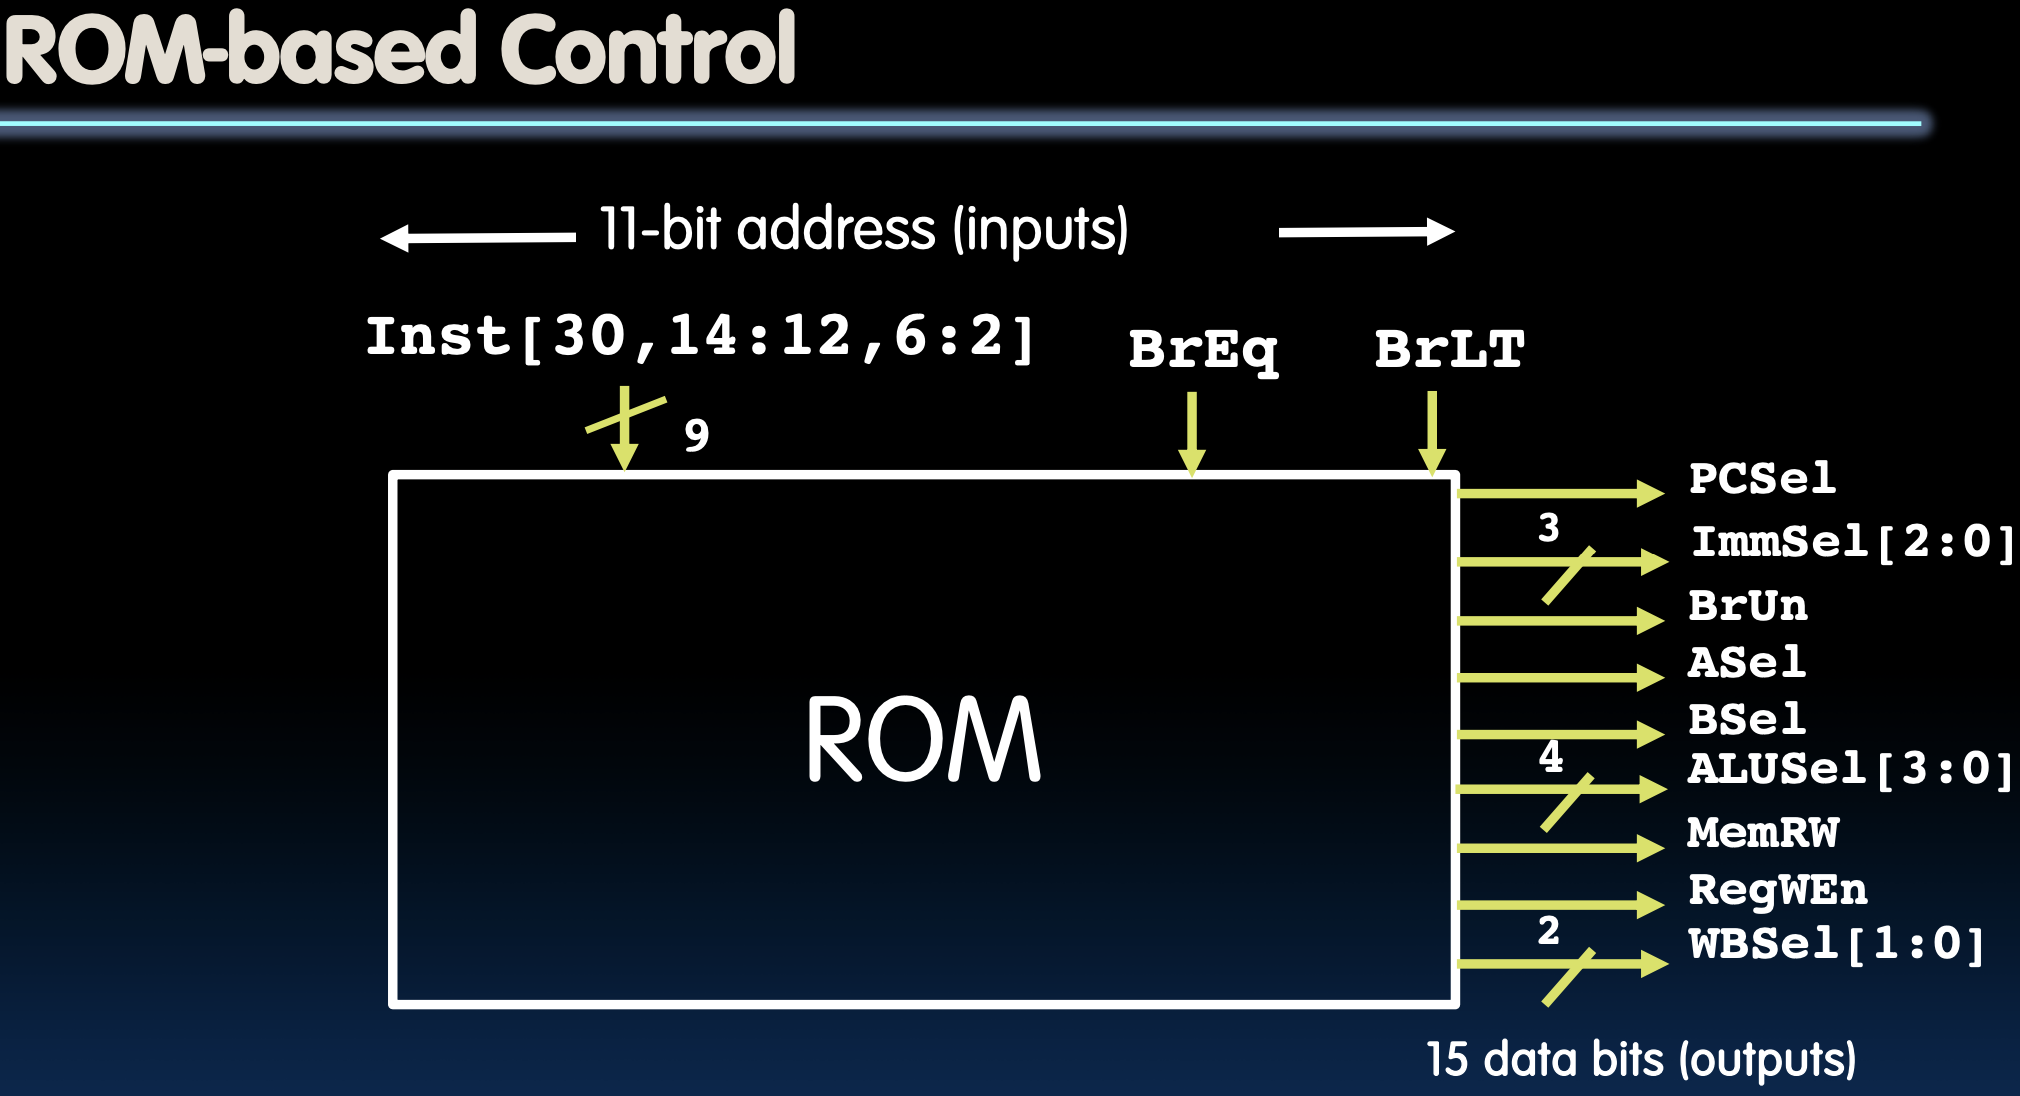 ROM-based Control
11-bit address (inputs)
Inst[30,14:12,6:2]
BrEq
BrLT
9
PCSel
3
ImmSel[2:0]
BrUn
ASel
BSel
4
ALUSel[3:0]
ROM
MemRW
RegWEn
2
WBSel[1:0]
15 data bits (outputs)